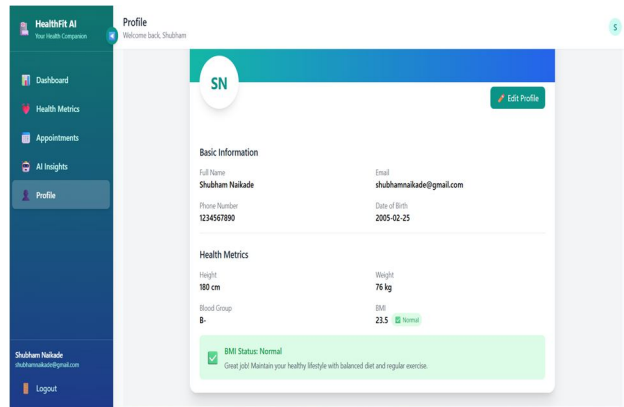 HealthFit AI
Your Health Companion
Dashboard
Health Metrics
Appointments
AI Insights
Profile
Shubham Naikade
shubhamnaikade@gmail.com
Logout
Profile
Welcome back, Shubham
S
SN
Edit Profile
Basic Information
Full Name
Shubham Naikade
Email
shubhamnaikade@gmail.com
Phone Number
1234567890
Date of Birth
2005-02-25
Health Metrics
Height
180 cm
Weight
76 kg
Blood Group
B-
BMI
23.5 Normal
BMI Status: Normal
Great job! Maintain your healthy lifestyle with balanced diet and regular exercise.